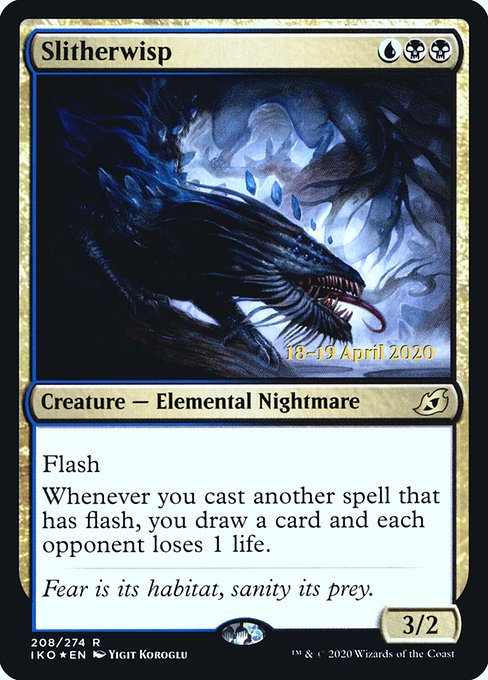 Slitherwisp
18–19 April 2020
Creature — Elemental Nightmare
Flash
Whenever you cast another spell that
has flash, you draw a card and each
opponent loses 1 life.
Fear is its habitat, sanity its prey.
3/2
208/274 R
IKO ★ EN Yigit Koroglu
™ & © 2020 Wizards of the Coast